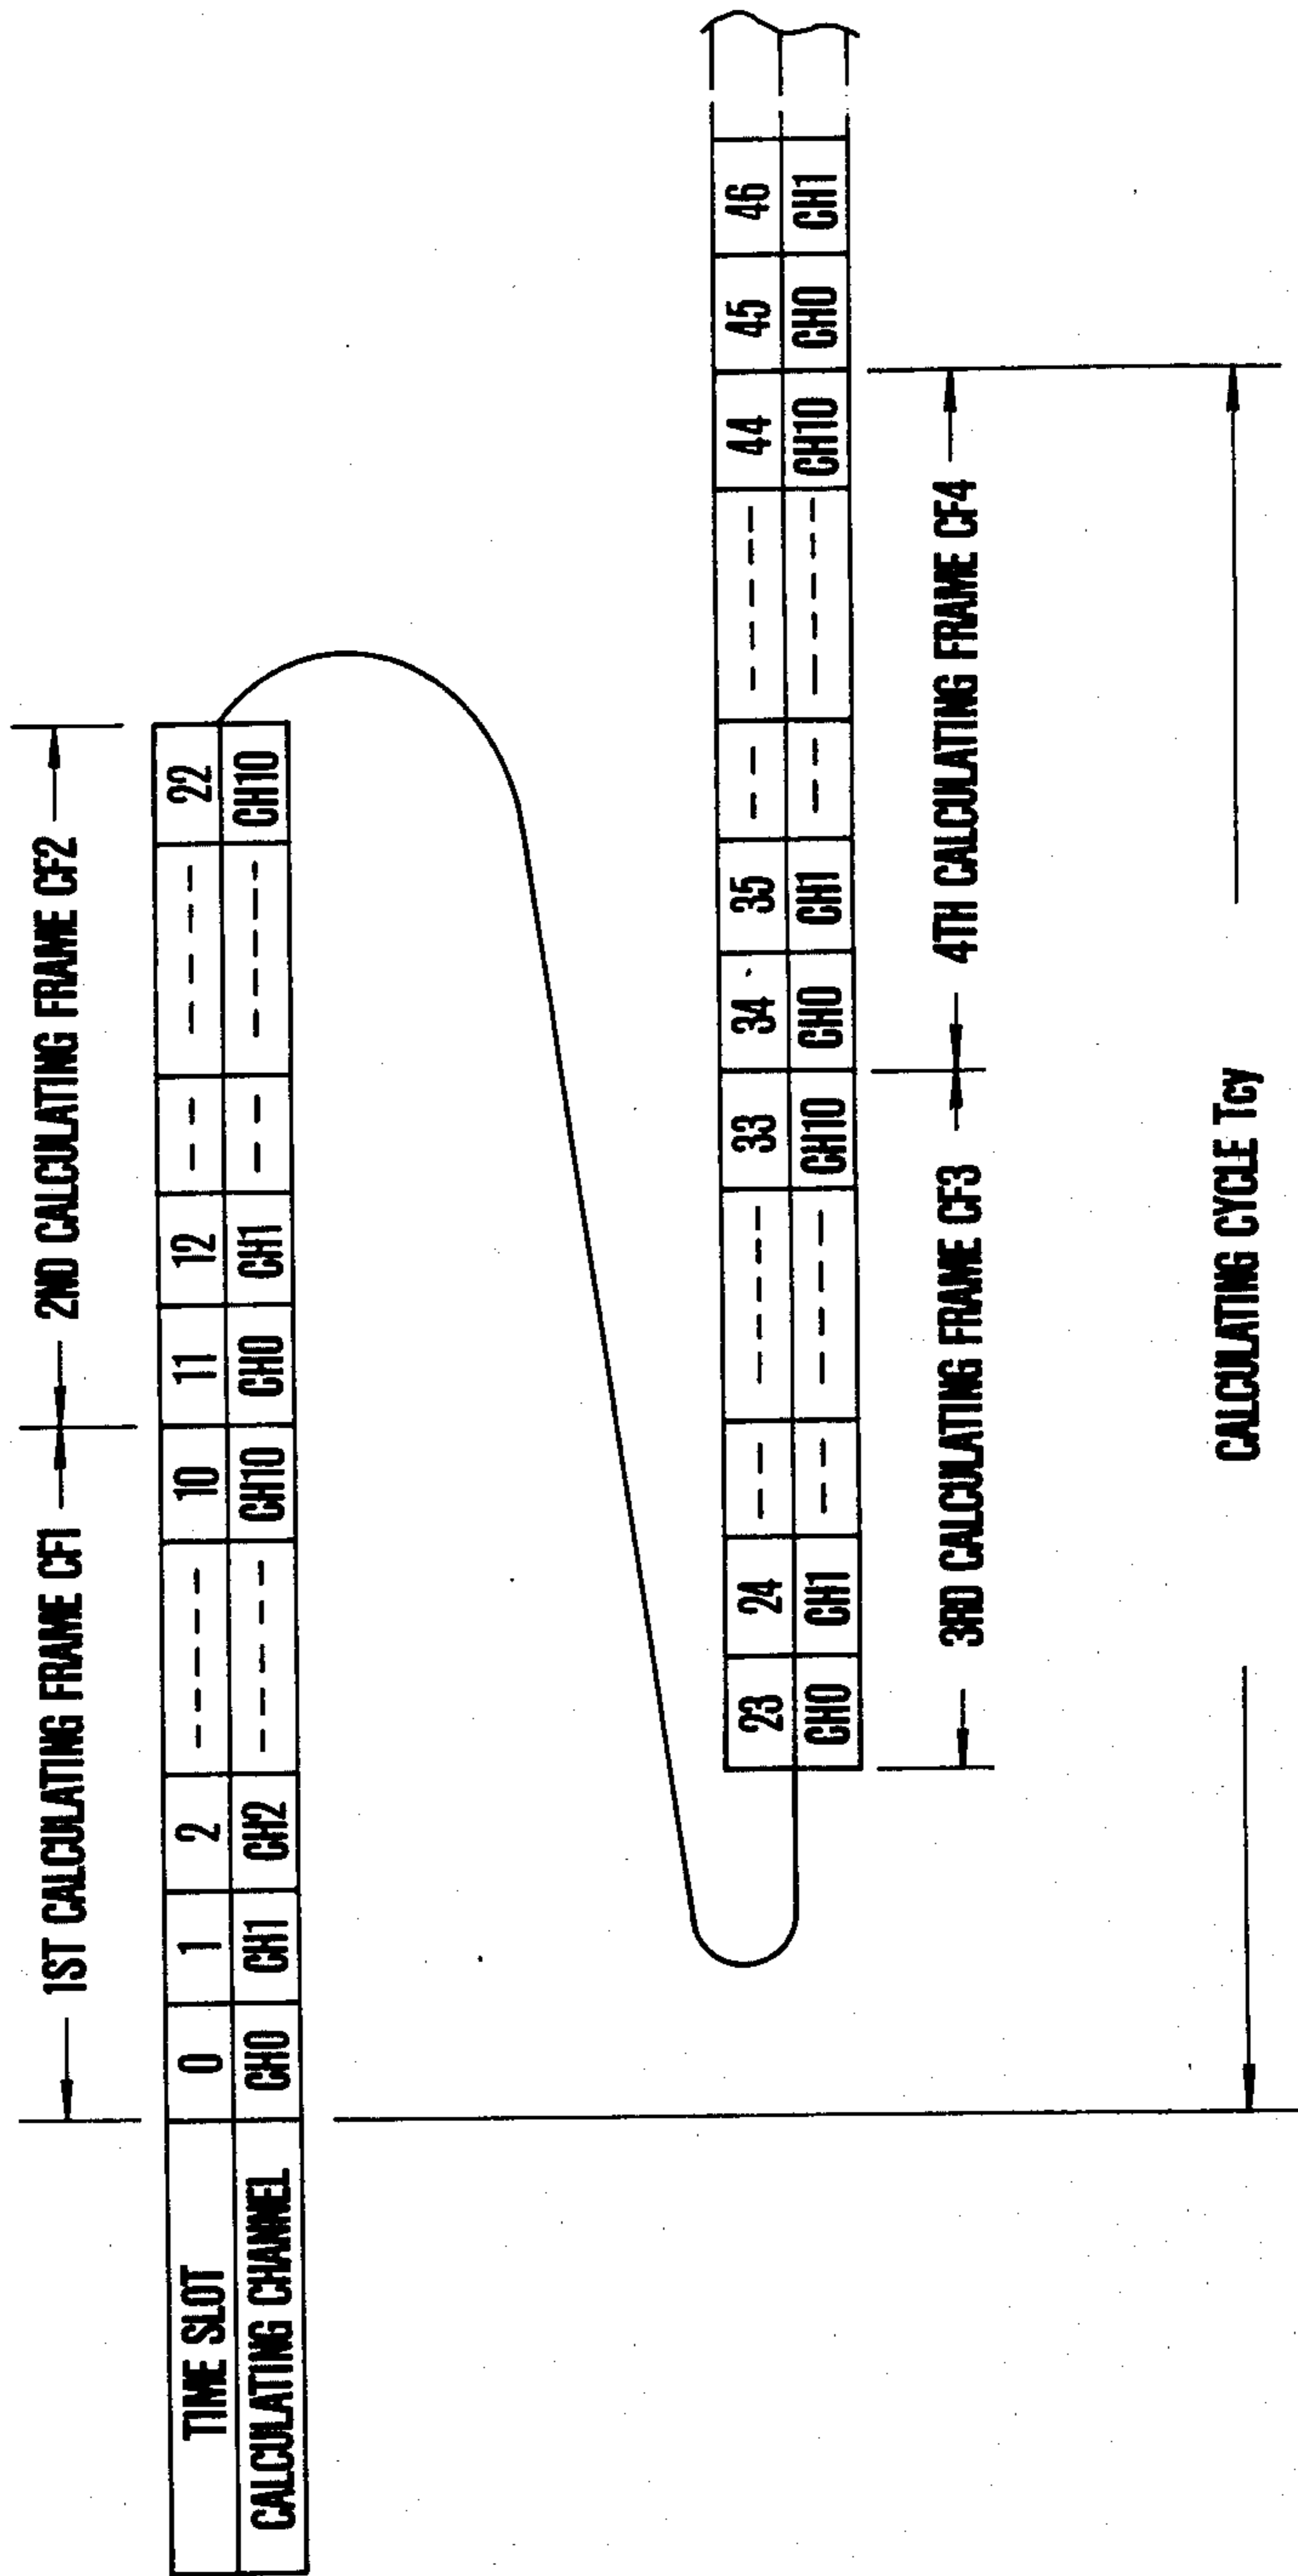 1ST CALCULATING FRAME CF1 2ND CALCULATING FRAME CF2
TIME SLOT 0 1 2 ----- 10 11 12 -- ----- 22
CALCULATING CHANNEL CH0 CH1 CH2 ----- CH10 CH0 CH1 -- ----- CH10
23 24 --- ----- 33 34 35 -- ----- 44 45 46
CH0 CH1 -- ----- CH10 CH0 CH1 -- ----- CH10 CH0 CH1
3RD CALCULATING FRAME CF3 4TH CALCULATING FRAME CF4
CALCULATING CYCLE Tcy